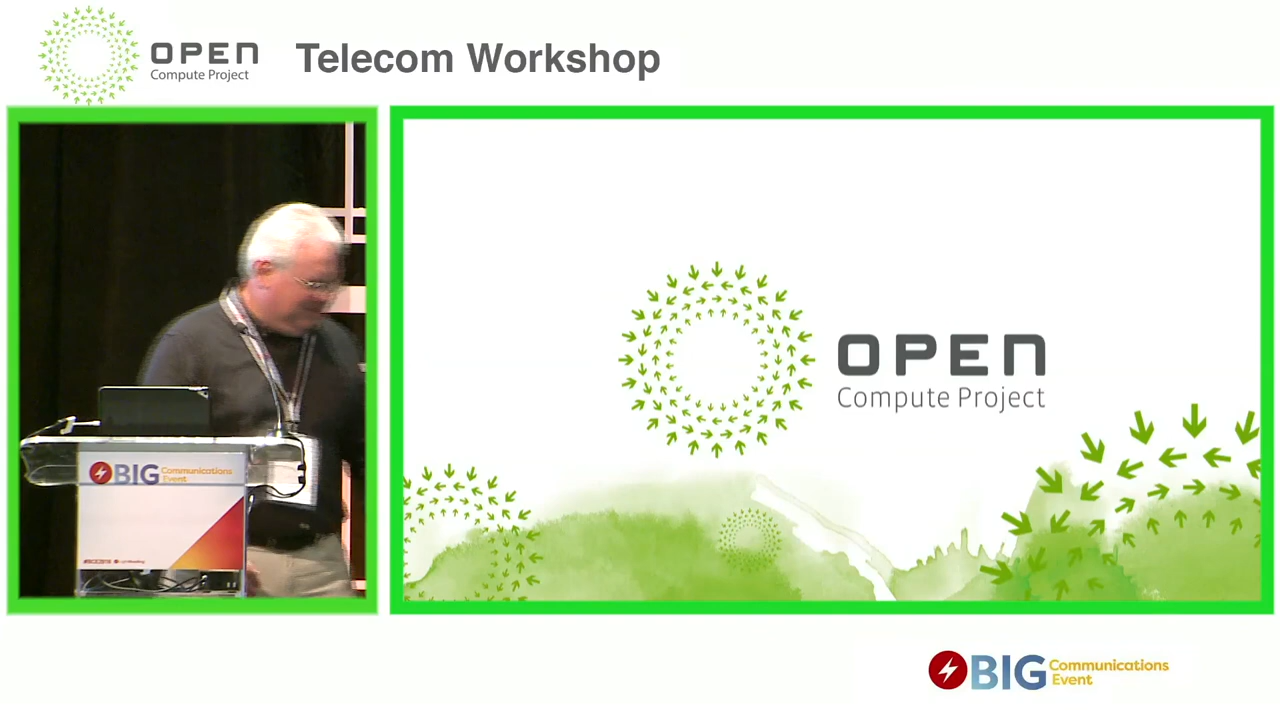 OPEN
Compute Project
Telecom Workshop
OPEN
Compute Project
BIG Communications
Event
BIG Communications
Event